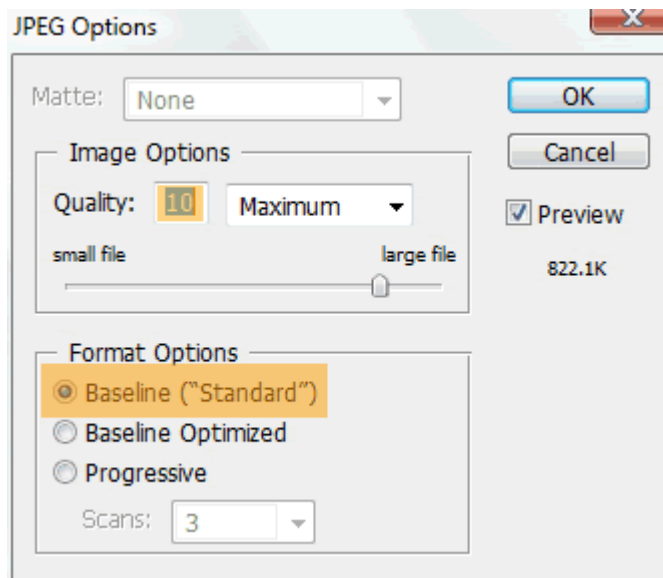 JPEG Options
Matte: None
OK
Image Options
Cancel
Quality: 10 Maximum
Preview
small file large file
822.1K
Format Options
Baseline (“Standard”)
Baseline Optimized
Progressive
Scans: 3